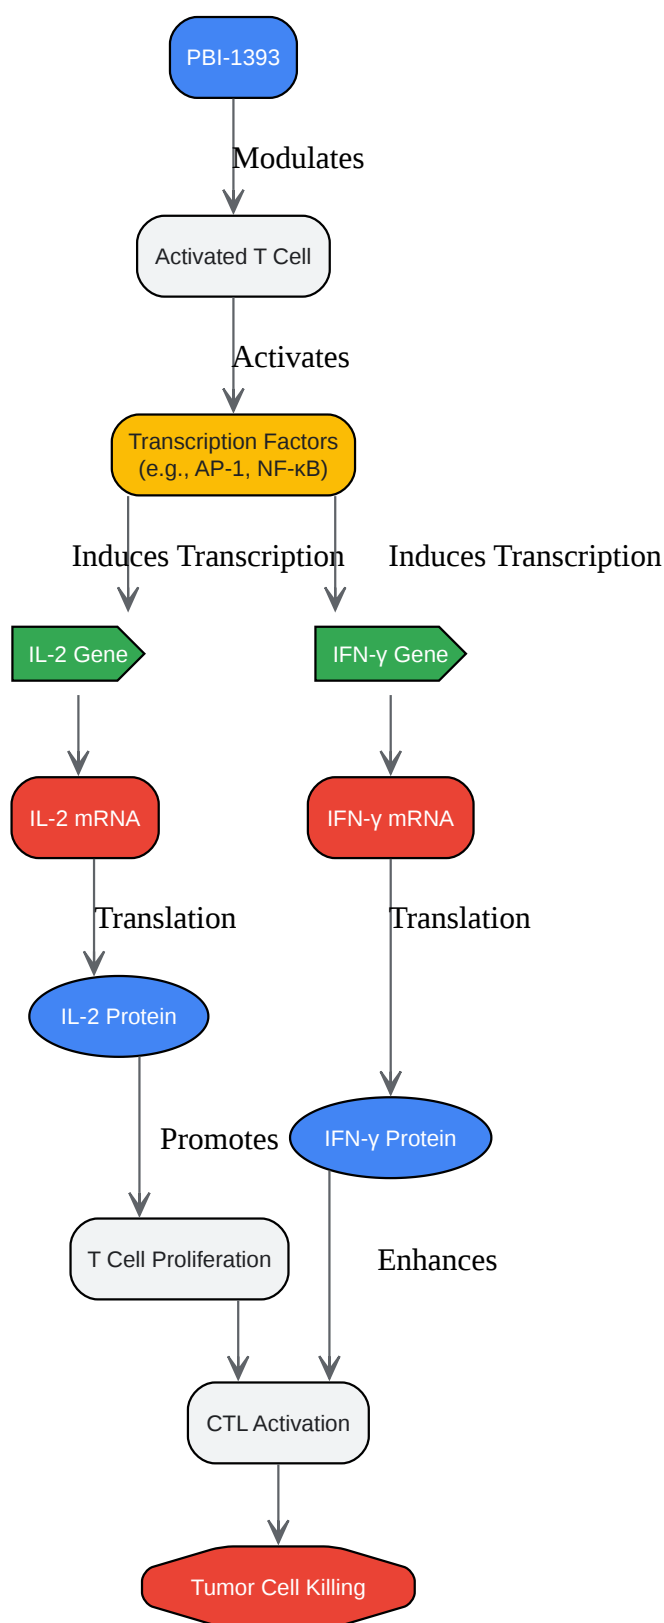 PBI-1393
Modulates
Activated T Cell
Activates
Transcription Factors
(e.g., AP-1, NF-κB)
Induces Transcription
Induces Transcription
IL-2 Gene
IFN-γ Gene
IL-2 mRNA
IFN-γ mRNA
Translation
Translation
IL-2 Protein
Promotes
IFN-γ Protein
T Cell Proliferation
Enhances
CTL Activation
Tumor Cell Killing